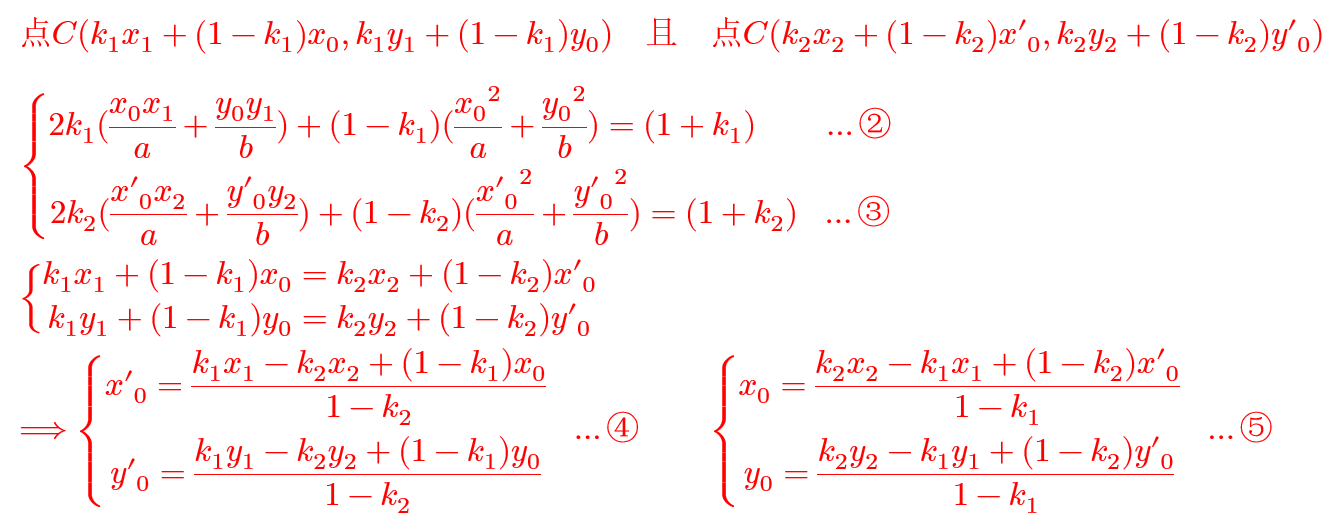 点C(k₁x₁ + (1 − k₁)x₀, k₁y₁ + (1 − k₁)y₀) 且 点C(k₂x₂ + (1 − k₂)x′₀, k₂y₂ + (1 − k₂)y′₀)
{ 2k₁(x₀x₁/a + y₀y₁/b) + (1 − k₁)(x₀²/a + y₀²/b) = (1 + k₁) ...②
2k₂(x′₀x₂/a + y′₀y₂/b) + (1 − k₂)(x′₀²/a + y′₀²/b) = (1 + k₂) ...③
{ k₁x₁ + (1 − k₁)x₀ = k₂x₂ + (1 − k₂)x′₀
k₁y₁ + (1 − k₁)y₀ = k₂y₂ + (1 − k₂)y′₀
⟹ { x′₀ = (k₁x₁ − k₂x₂ + (1 − k₁)x₀)/(1 − k₂)
y′₀ = (k₁y₁ − k₂y₂ + (1 − k₁)y₀)/(1 − k₂) ...④
{ x₀ = (k₂x₂ − k₁x₁ + (1 − k₂)x′₀)/(1 − k₁)
y₀ = (k₂y₂ − k₁y₁ + (1 − k₂)y′₀)/(1 − k₁) ...⑤